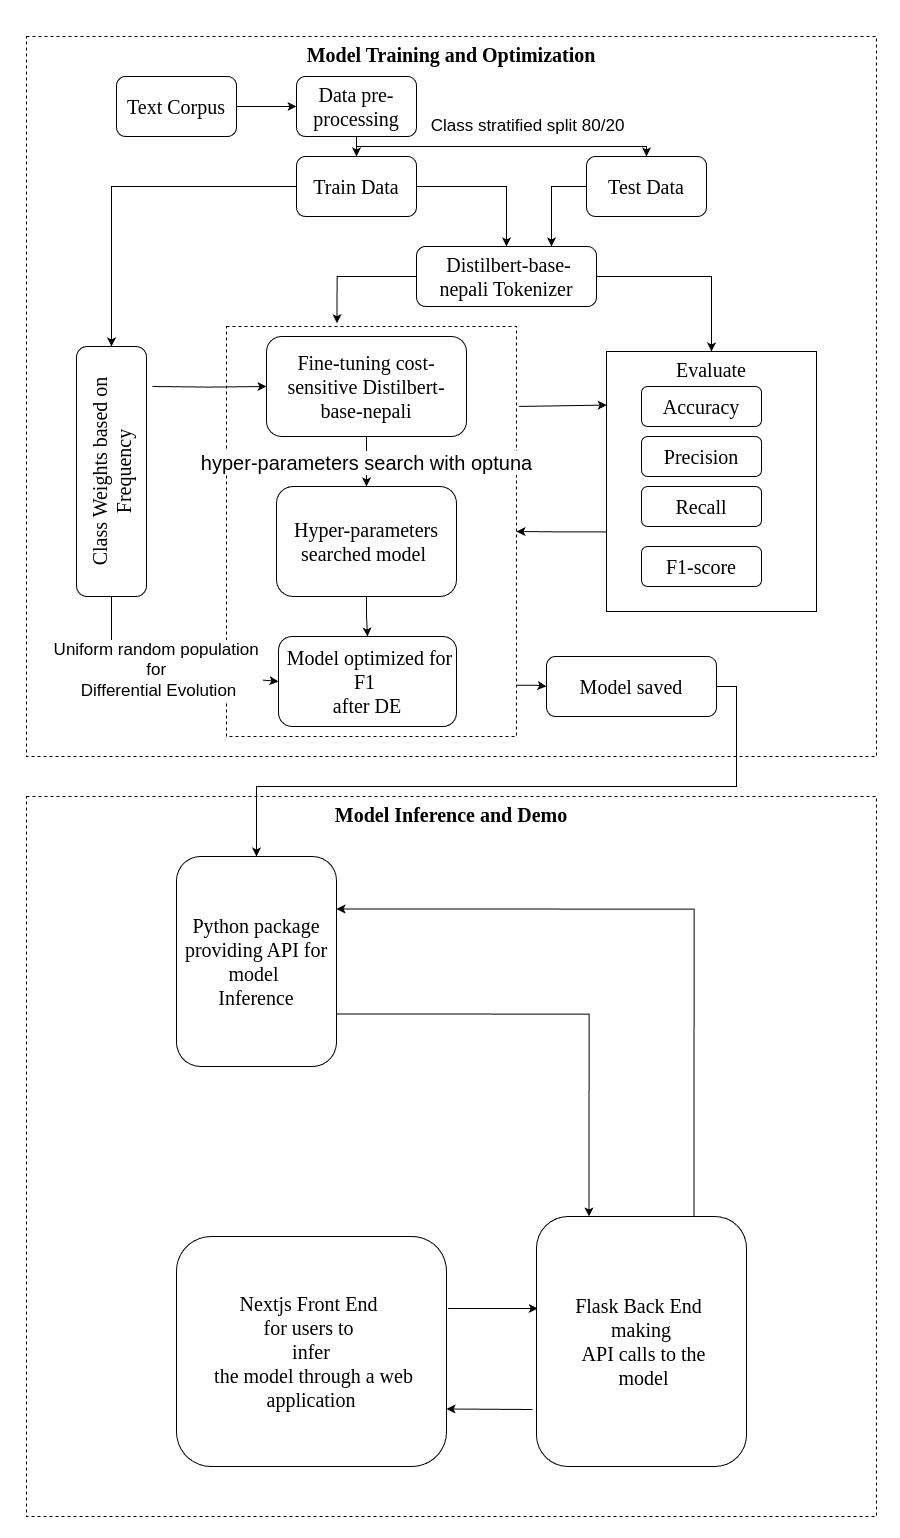 Model Training and Optimization
Text Corpus
Data pre-
processing
Class stratified split 80/20
Train Data
Test Data
Distilbert-base-
nepali Tokenizer
Class Weights based on
Frequency
Fine-tuning cost-
sensitive Distilbert-
base-nepali
hyper-parameters search with optuna
Hyper-parameters
searched model
Evaluate
Accuracy
Precision
Recall
F1-score
Uniform random population
for
Differential Evolution
Model optimized for
F1
after DE
Model saved
Model Inference and Demo
Python package
providing API for
model
Inference
Nextjs Front End
for users to
infer
the model through a web
application
Flask Back End
making
API calls to the
model